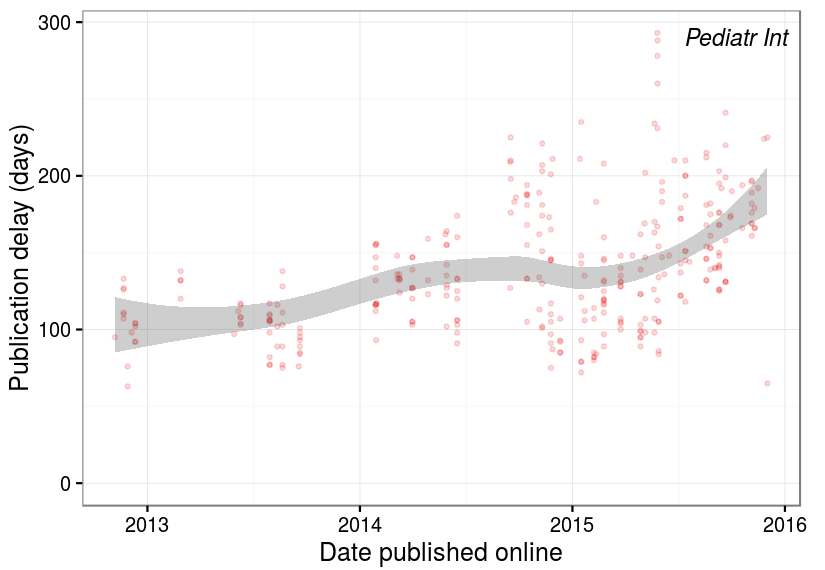 Pediatr Int
Publication delay (days)
300
200
100
0
2013 2014 2015 2016
Date published online